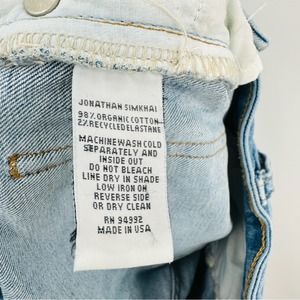 JONATHAN SIMKHAI
98% ORGANIC COTTON
2% RECYCLED ELASTANE
MACHINE WASH COLD
SEPARATELY AND
INSIDE OUT
DO NOT BLEACH
LINE DRY IN SHADE
LOW IRON ON
REVERSE SIDE
OR DRY CLEAN
RN 94992
MADE IN USA